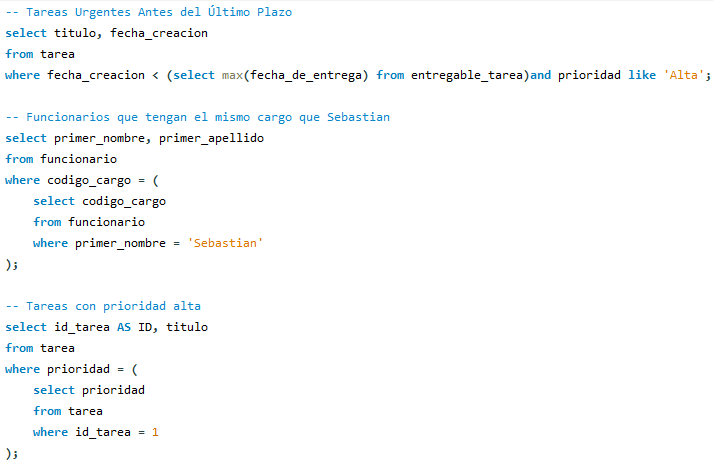 -- Tareas Urgentes Antes del Último Plazo
select titulo, fecha_creacion
from tarea
where fecha_creacion < (select max(fecha_de_entrega) from entregable_tarea)and prioridad like 'Alta';

-- Funcionarios que tengan el mismo cargo que Sebastian
select primer_nombre, primer_apellido
from funcionario
where codigo_cargo = (
    select codigo_cargo
    from funcionario
    where primer_nombre = 'Sebastian'
);

-- Tareas con prioridad alta
select id_tarea AS ID, titulo
from tarea
where prioridad = (
    select prioridad
    from tarea
    where id_tarea = 1
);